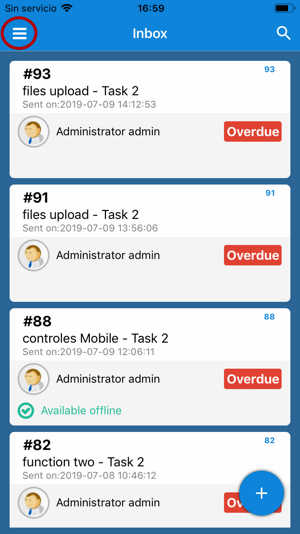 Sin servicio 16:59
Inbox
#93 93
files upload - Task 2
Sent on:2019-07-09 14:12:53
Administrator admin Overdue
#91 91
files upload - Task 2
Sent on:2019-07-09 13:56:06
Administrator admin Overdue
#88 88
controles Mobile - Task 2
Sent on:2019-07-09 12:06:11
Administrator admin Overdue
Available offline
#82 82
function two - Task 2
Sent on:2019-07-08 10:46:12
Administrator admin